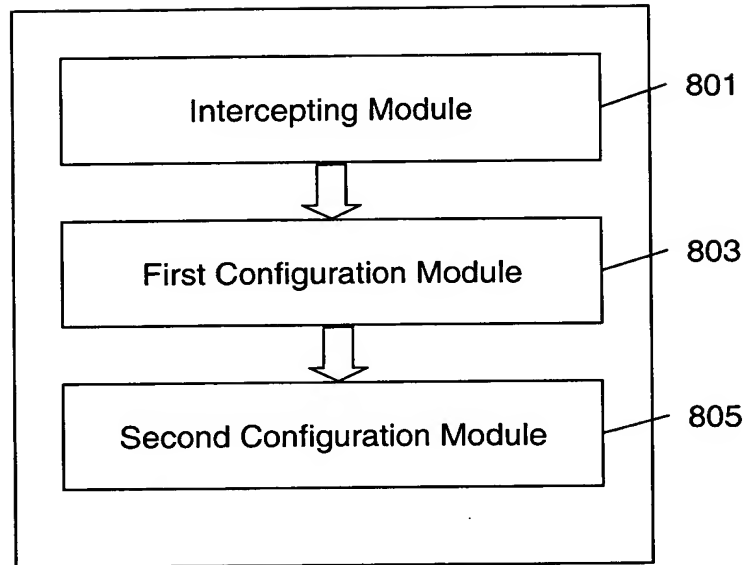 Intercepting Module
801
First Configuration Module
803
Second Configuration Module
805